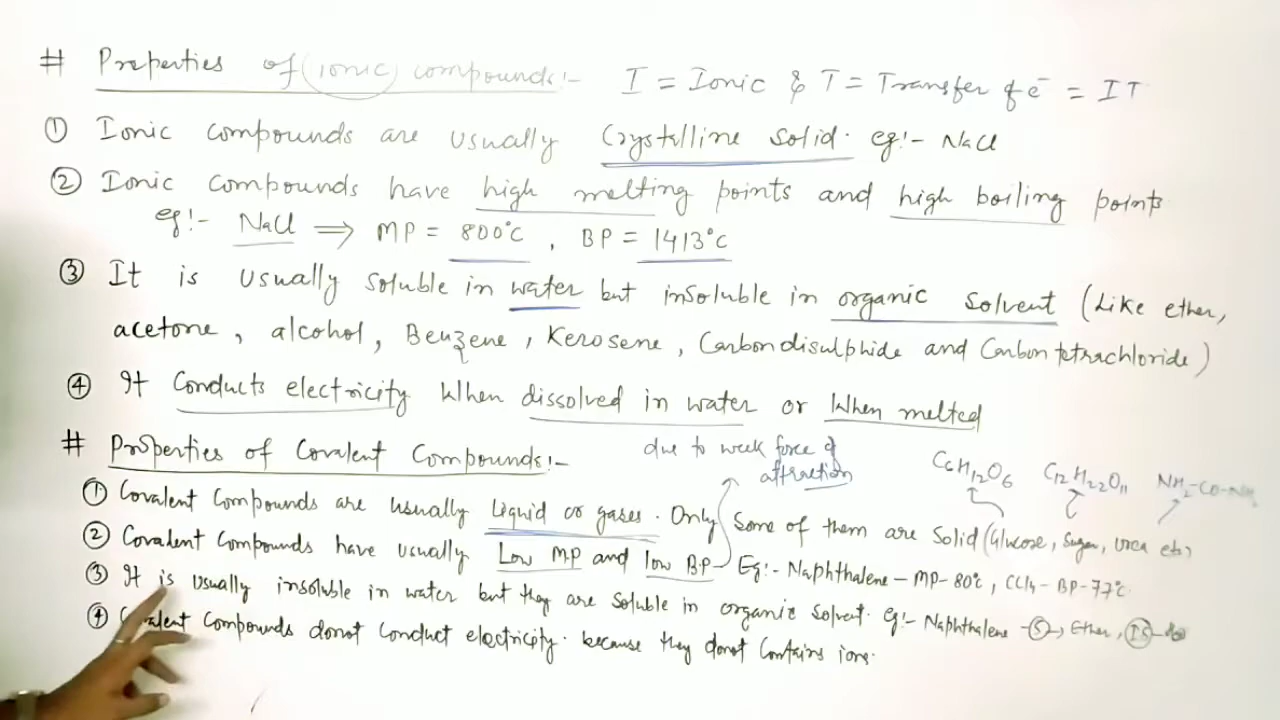 # Properties of ionic compounds:- I = Ionic & T = Transfer of e⁻ = IT
① Ionic compounds are usually Crystalline solid. eg:- NaCl
② Ionic compounds have high melting points and high boiling points
eg:- NaCl ⇒ MP = 800°C, BP = 1413°C
③ It is usually soluble in water but insoluble in organic solvent (Like ether,
acetone, alcohol, Benzene, Kerosene, Carbondisulphide and Carbontetrachloride)
④ It Conducts electricity When dissolved in water or When melted
# Properties of Covalent Compounds:-
due to weak force of
attraction
C6H12O6 C12H22O11 NH2-CO-NH2
① Covalent Compounds are usually Liquid or gases. Only Some of them are Solid (Glucose, Sugar, Urea etc)
② Covalent Compounds have usually Low MP and low BP Eg:- Naphthalene - MP-80°C, CCl4 - BP-77°C
③ It is usually insoluble in water but they are soluble in organic solvent. Eg:- Naphthalene -(S)→ Ether, (IS)-
④ Covalent Compounds donot Conduct electricity. because they donot Contains ions.